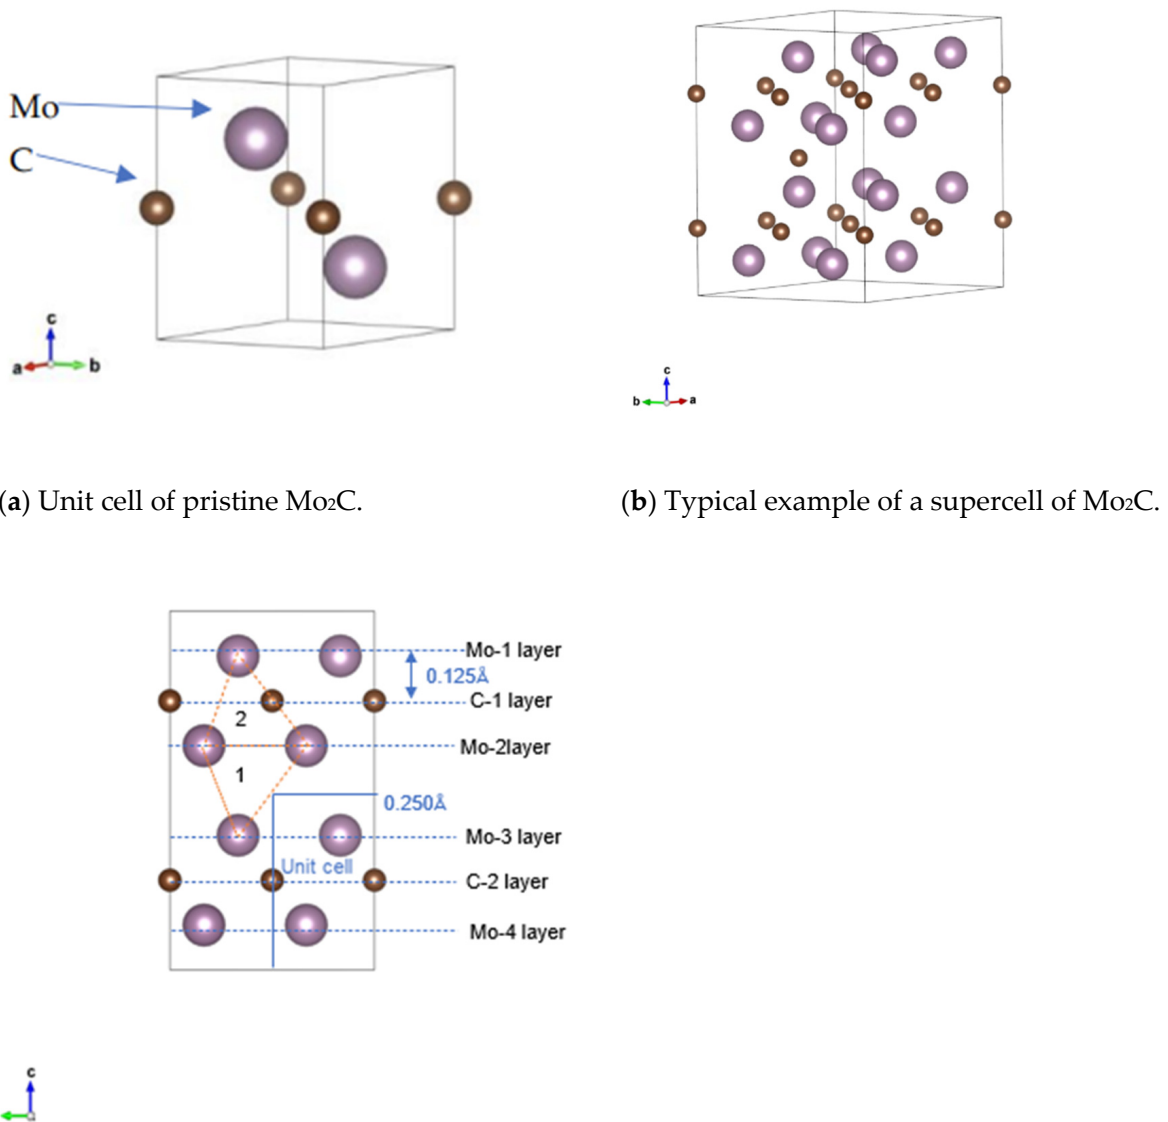 Mo
C
c
a
b
c
b
a
(a) Unit cell of pristine Mo₂C.
(b) Typical example of a supercell of Mo₂C.
Mo-1 layer
0.125Å
C-1 layer
2
Mo-2layer
1
0.250Å
Mo-3 layer
Unit cell
C-2 layer
Mo-4 layer
c